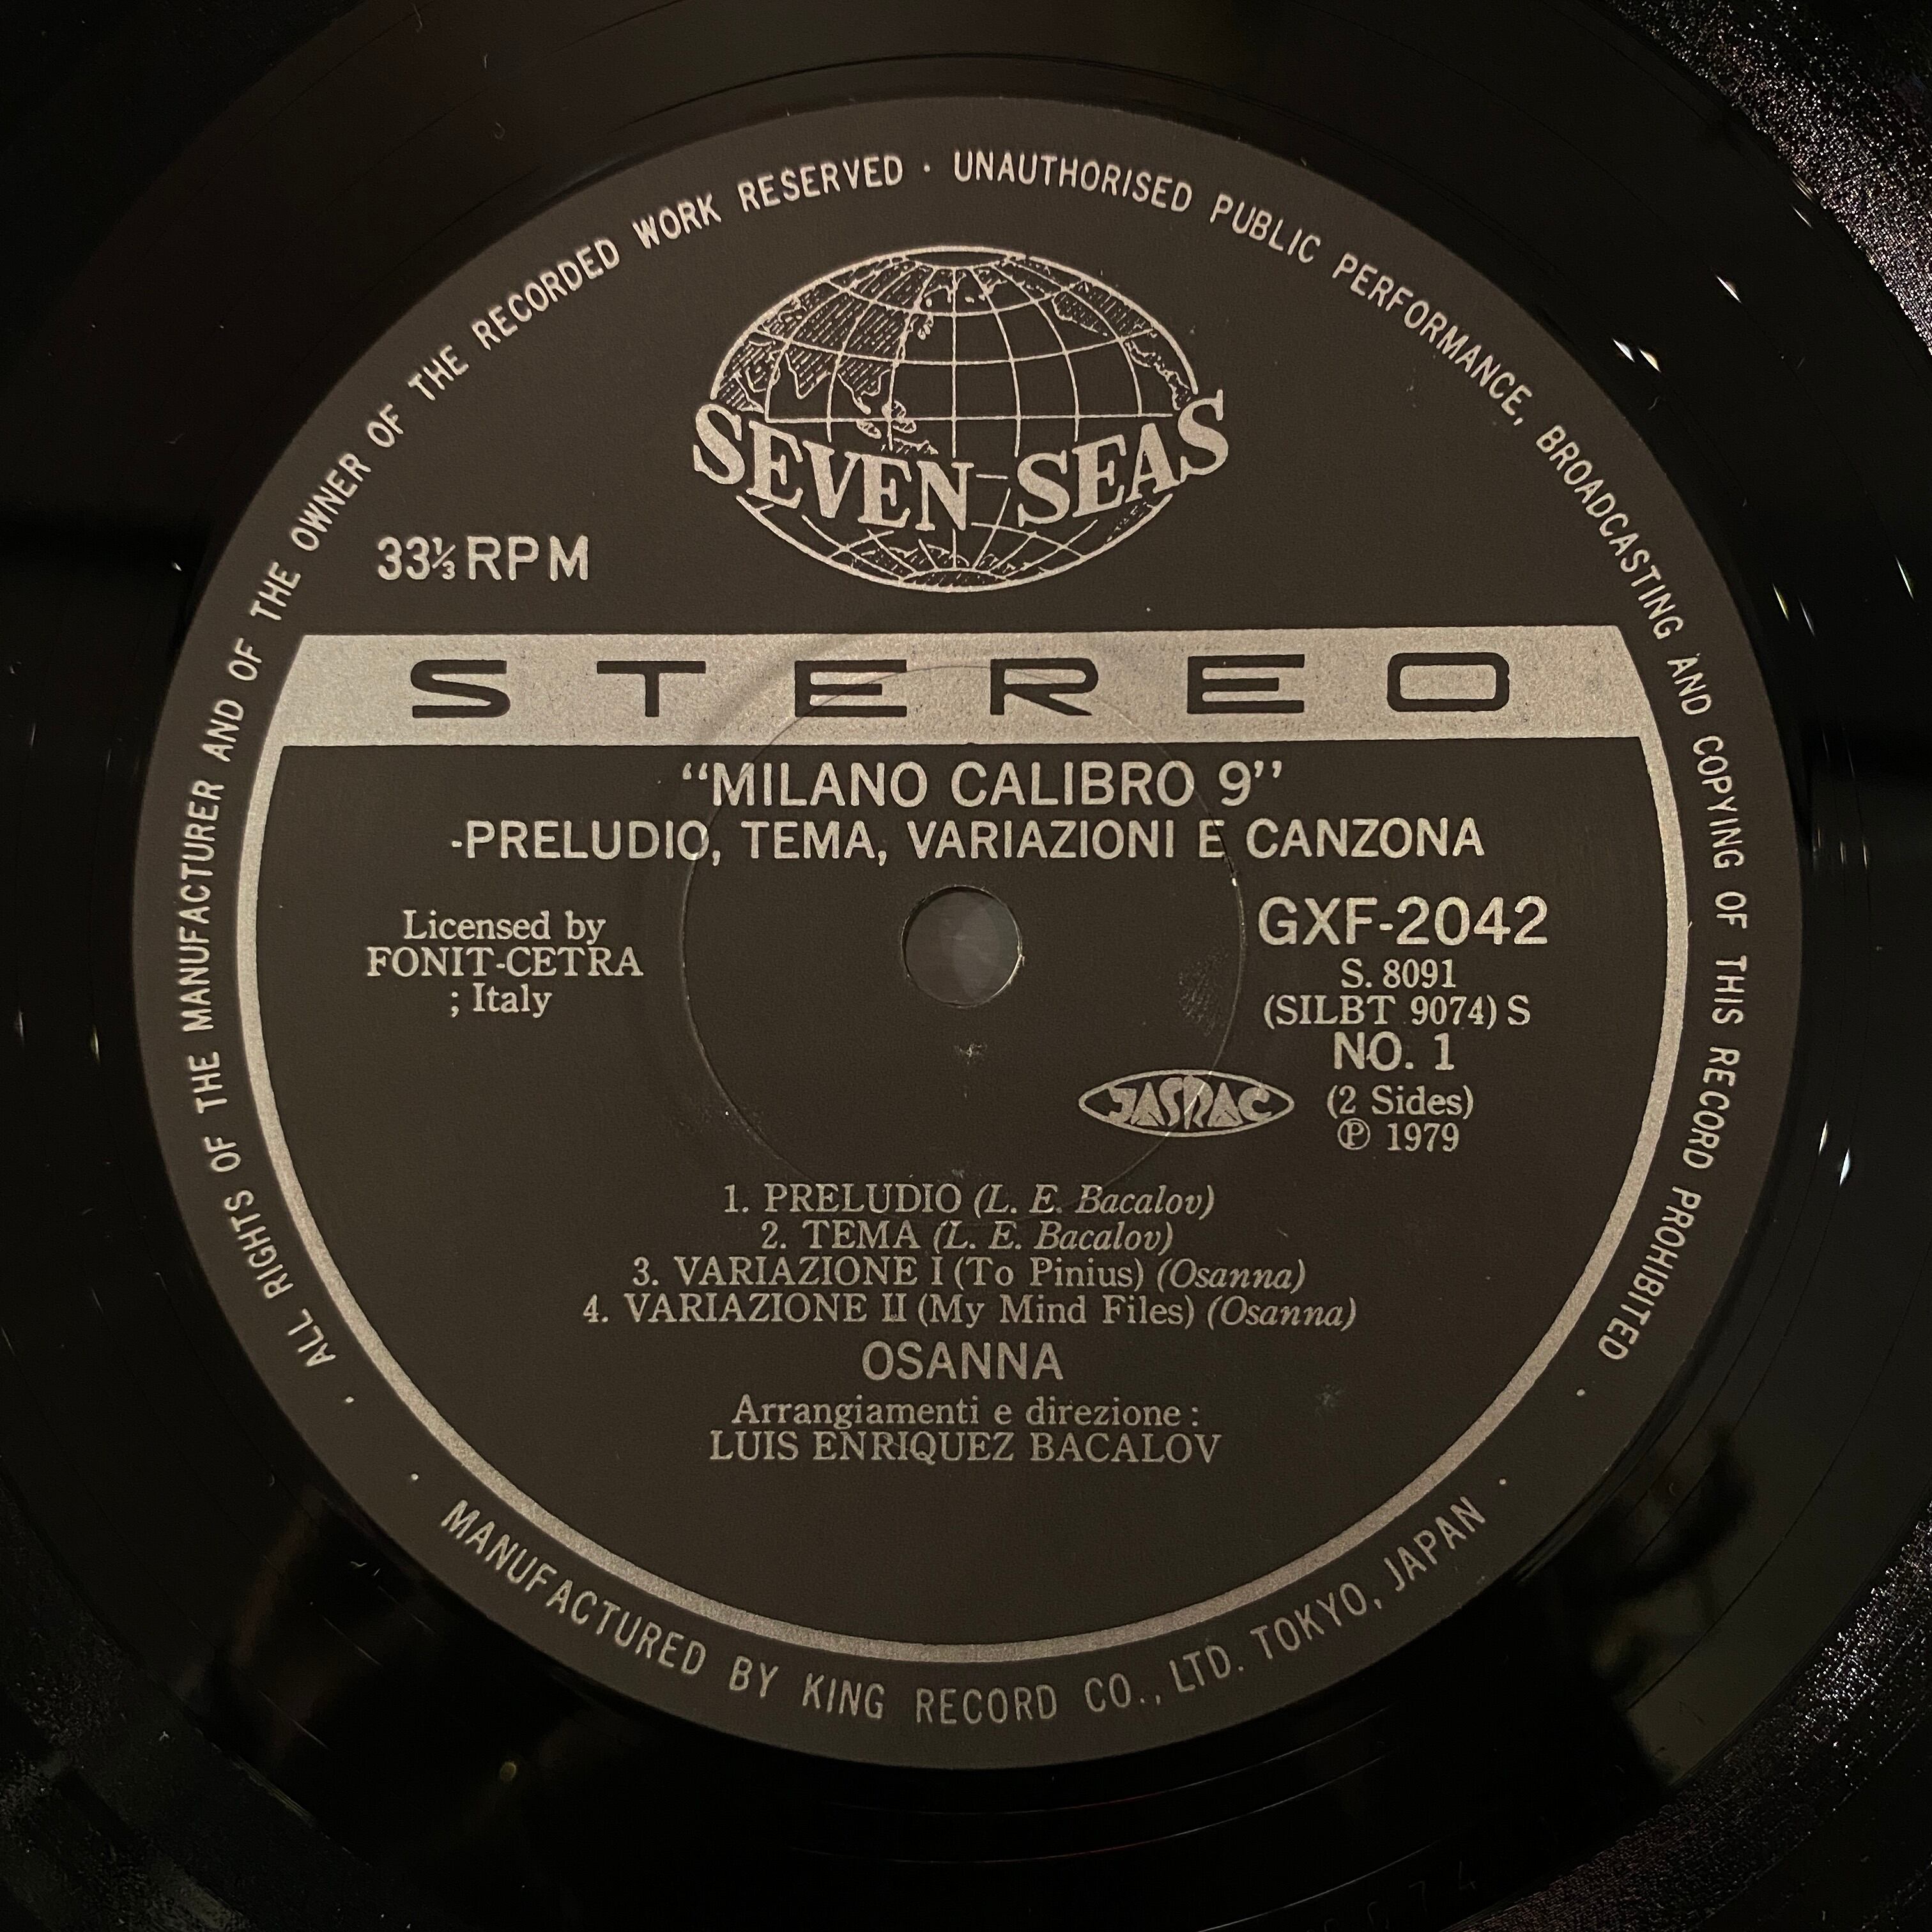 ALL RIGHTS OF THE MANUFACTURER AND OF THE OWNER OF THE RECORDED WORK RESERVED · UNAUTHORISED PUBLIC PERFORMANCE, BROADCASTING AND COPYING OF THIS RECORD PROHIBITED
SEVEN SEAS
33⅓ RPM
STEREO
“MILANO CALIBRO 9”
-PRELUDIO, TEMA, VARIAZIONI E CANZONA
Licensed by
FONIT-CETRA
; Italy
GXF-2042
S. 8091
(SILBT 9074) S
NO. 1
JASRAC
(2 Sides)
℗ 1979
1. PRELUDIO (L. E. Bacalov)
2. TEMA (L. E. Bacalov)
3. VARIAZIONE I (To Pinius) (Osanna)
4. VARIAZIONE II (My Mind Files) (Osanna)
OSANNA
Arrangiamenti e direzione :
LUIS ENRIQUEZ BACALOV
· MANUFACTURED BY KING RECORD CO., LTD. TOKYO, JAPAN ·